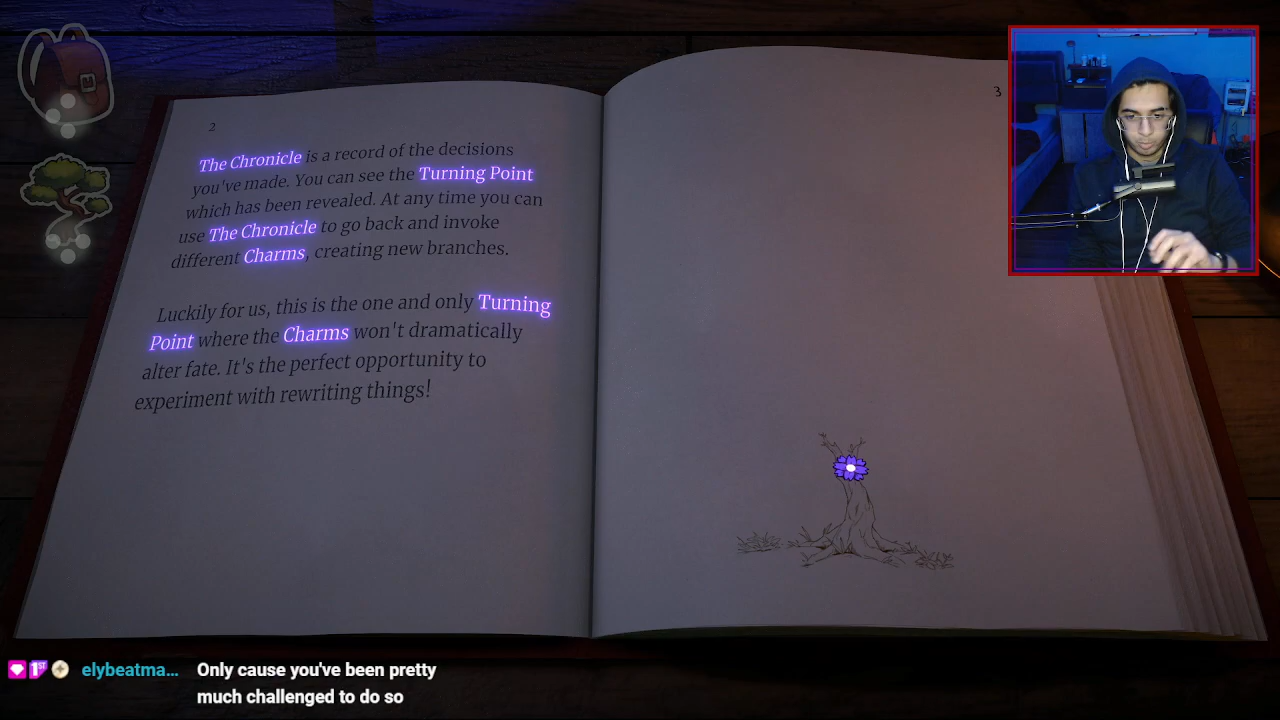 2
The Chronicle is a record of the decisions
you've made. You can see the Turning Point
which has been revealed. At any time you can
use The Chronicle to go back and invoke
different Charms, creating new branches.
Luckily for us, this is the one and only Turning
Point where the Charms won't dramatically
alter fate. It's the perfect opportunity to
experiment with rewriting things!
3
1ST elybeatma... Only cause you've been pretty
much challenged to do so